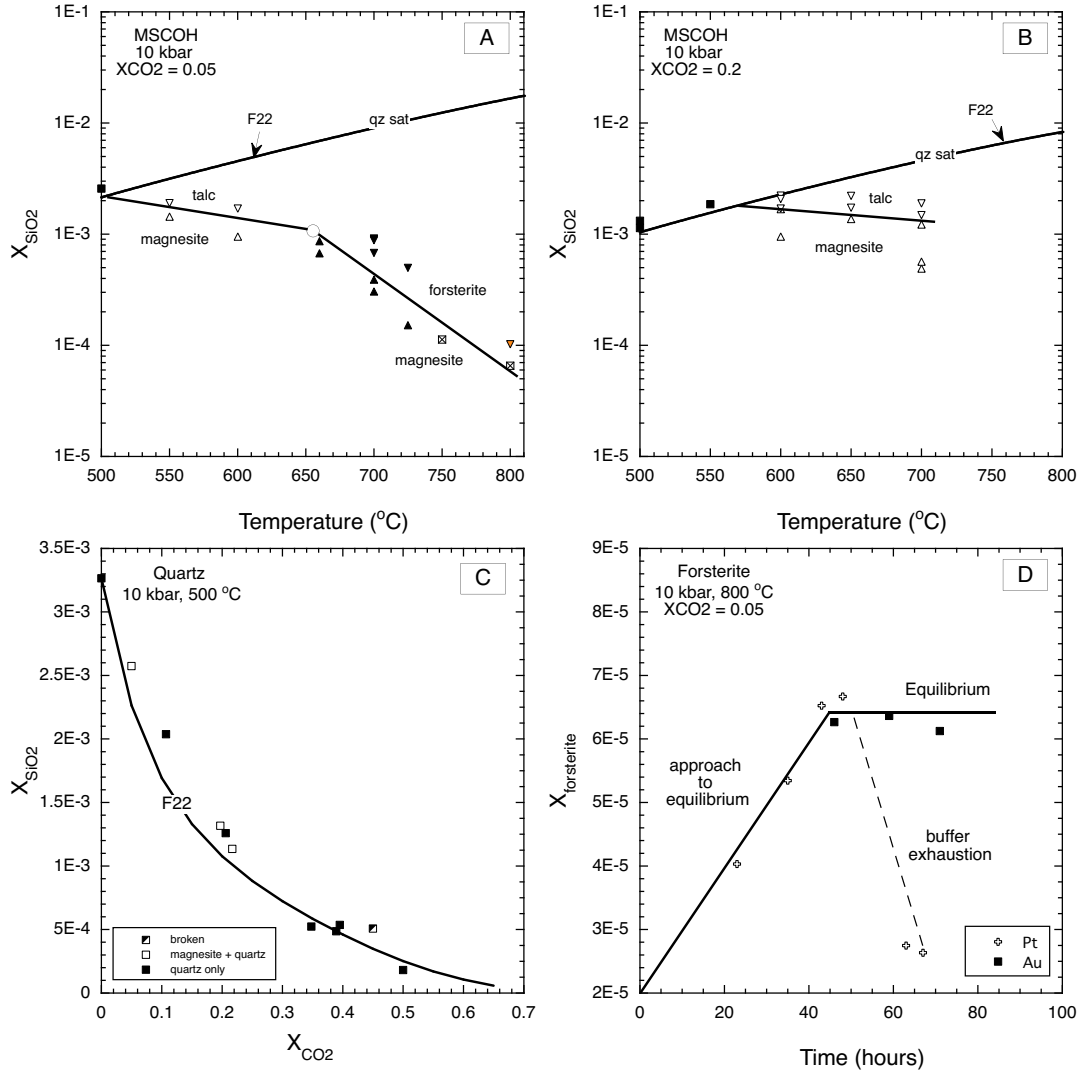 MSCOH
10 kbar
XCO2 = 0.05
A
F22
qz sat
talc
magnesite
forsterite
magnesite
1E-1
1E-2
1E-3
1E-4
1E-5
X_SiO2
500 550 600 650 700 750 800
Temperature (°C)
MSCOH
10 kbar
XCO2 = 0.2
B
F22
qz sat
talc
magnesite
1E-1
1E-2
1E-3
1E-4
1E-5
X_SiO2
500 550 600 650 700 750 800
Temperature (°C)
Quartz
10 kbar, 500 °C
C
F22
3.5E-3
3E-3
2.5E-3
2E-3
1.5E-3
1E-3
5E-4
0
X_SiO2
broken
magnesite + quartz
quartz only
0 0.1 0.2 0.3 0.4 0.5 0.6 0.7
X_CO2
Forsterite
10 kbar, 800 °C
XCO2 = 0.05
D
Equilibrium
approach
to
equilibrium
buffer
exhaustion
9E-5
8E-5
7E-5
6E-5
5E-5
4E-5
3E-5
2E-5
X_forsterite
Pt
Au
0 20 40 60 80 100
Time (hours)